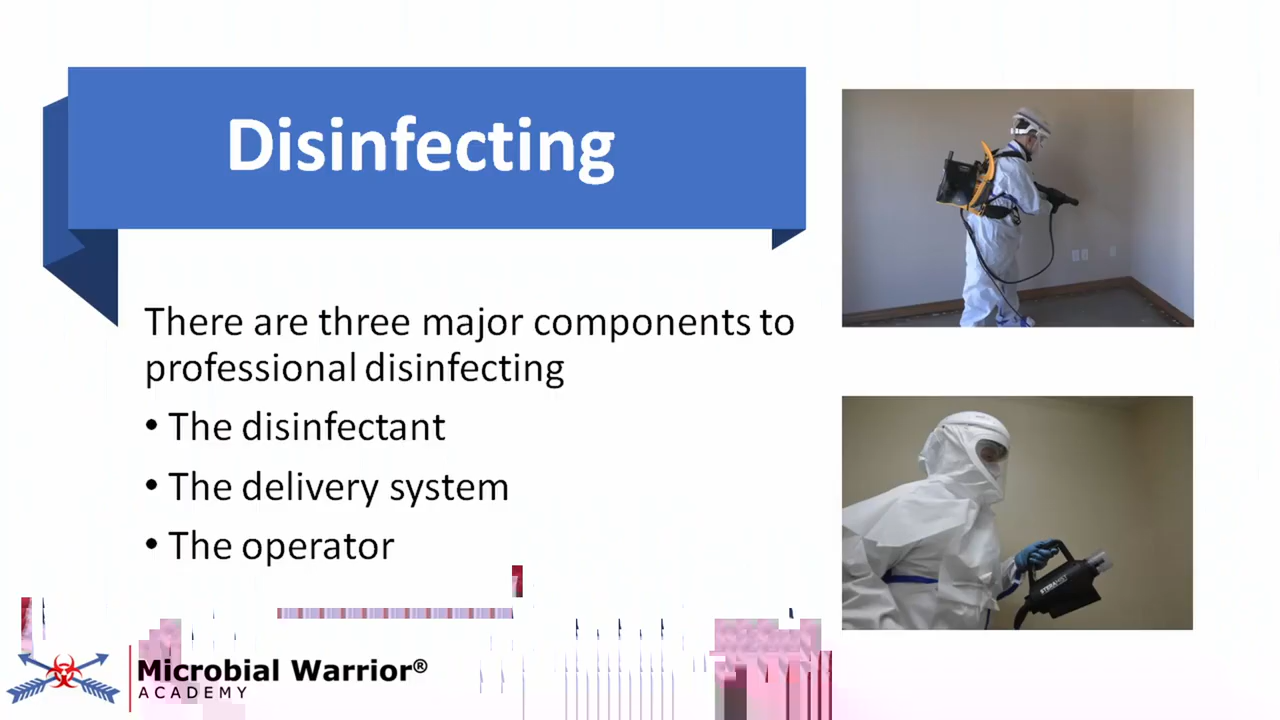 Disinfecting
There are three major components to
professional disinfecting
• The disinfectant
• The delivery system
• The operator
Microbial Warrior®
ACADEMY